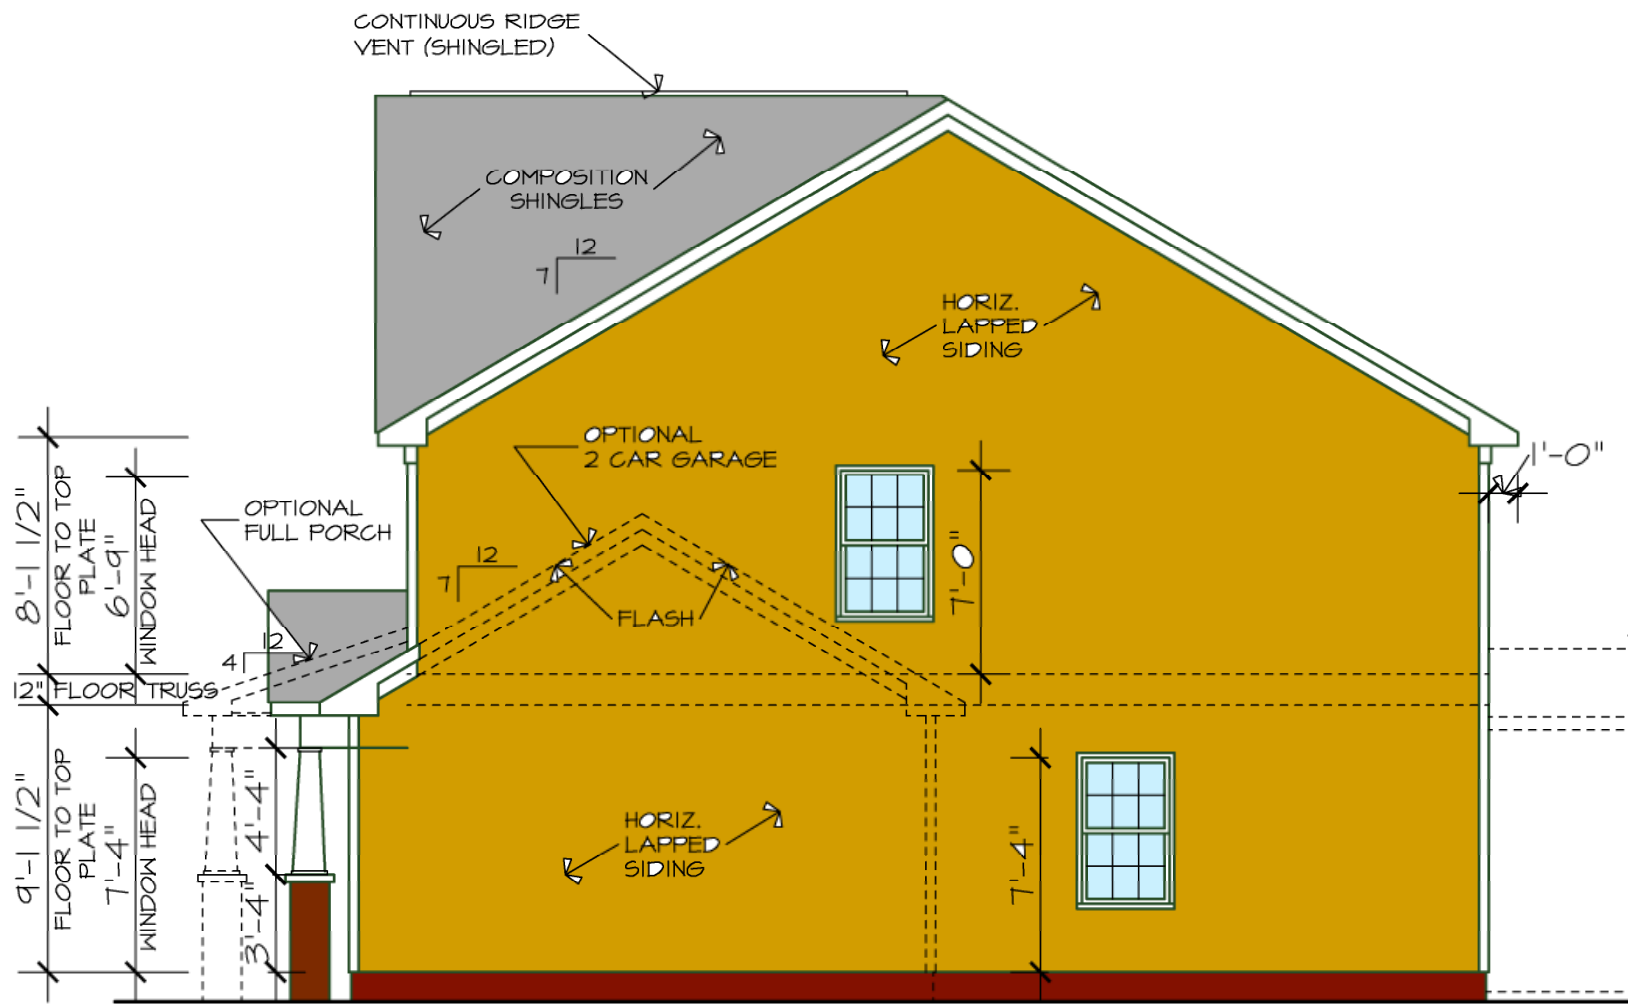 CONTINUOUS RIDGE
VENT (SHINGLED)
COMPOSITION
SHINGLES
12
7
HORIZ.
LAPPED
SIDING
OPTIONAL
2 CAR GARAGE
1'-0"
OPTIONAL
FULL PORCH
8'-1 1/2"
FLOOR TO TOP
PLATE
6'-9"
WINDOW HEAD
12
7
FLASH
7'-0"
12
4
12" FLOOR TRUSS
9'-1 1/2"
FLOOR TO TOP
PLATE
7'-4"
WINDOW HEAD
4'-4"
3'-4"
HORIZ.
LAPPED
SIDING
7'-4"